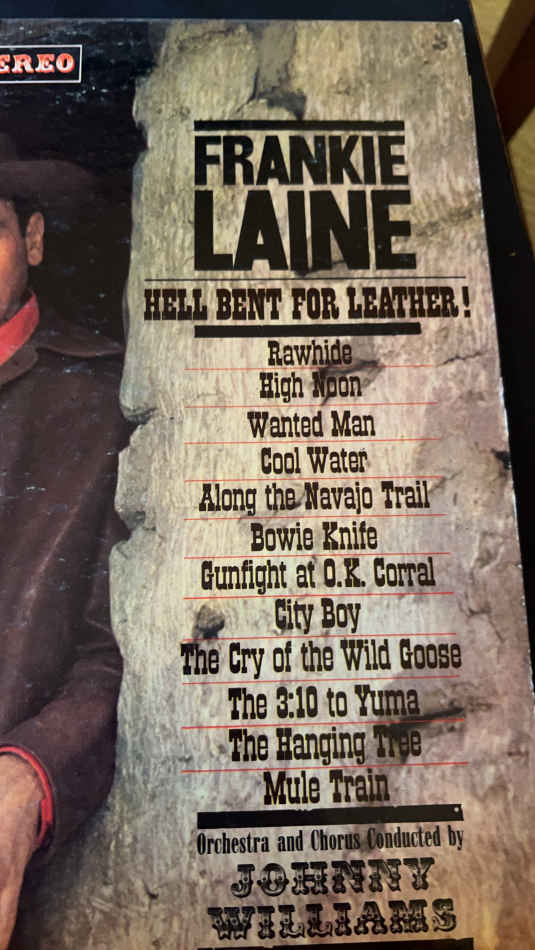 EREO
FRANKIE
LAINE
HELL BENT FOR LEATHER!
Rawhide
High Noon
Wanted Man
Cool Water
Along the Navajo Trail
Bowie Knife
Gunfight at O.K. Corral
City Boy
The Cry of the Wild Goose
The 3:10 to Yuma
The Hanging Tree
Mule Train
Orchestra and Chorus Conducted by
JOHNNY
WILLIAMS